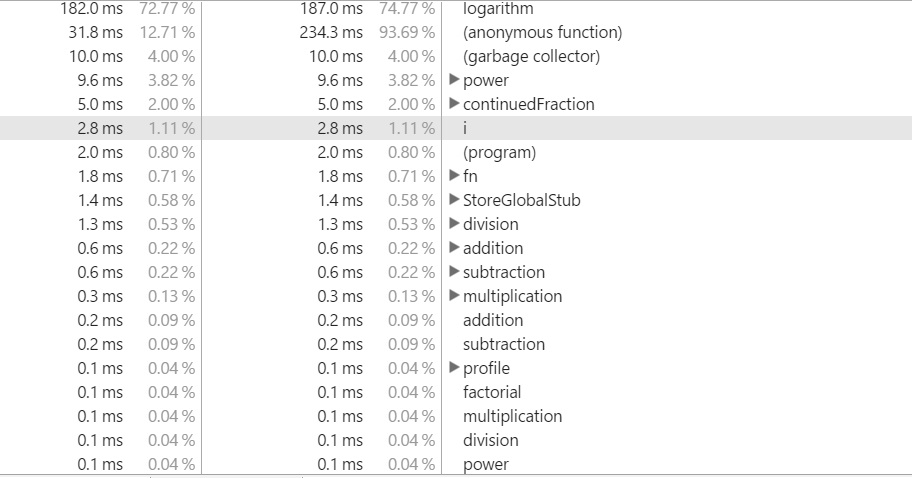 182.0 ms 72.77 % 187.0 ms 74.77 % logarithm
31.8 ms 12.71 % 234.3 ms 93.69 % (anonymous function)
10.0 ms 4.00 % 10.0 ms 4.00 % (garbage collector)
9.6 ms 3.82 % 9.6 ms 3.82 % power
5.0 ms 2.00 % 5.0 ms 2.00 % continuedFraction
2.8 ms 1.11 % 2.8 ms 1.11 % i
2.0 ms 0.80 % 2.0 ms 0.80 % (program)
1.8 ms 0.71 % 1.8 ms 0.71 % fn
1.4 ms 0.58 % 1.4 ms 0.58 % StoreGlobalStub
1.3 ms 0.53 % 1.3 ms 0.53 % division
0.6 ms 0.22 % 0.6 ms 0.22 % addition
0.6 ms 0.22 % 0.6 ms 0.22 % subtraction
0.3 ms 0.13 % 0.3 ms 0.13 % multiplication
0.2 ms 0.09 % 0.2 ms 0.09 % addition
0.2 ms 0.09 % 0.2 ms 0.09 % subtraction
0.1 ms 0.04 % 0.1 ms 0.04 % profile
0.1 ms 0.04 % 0.1 ms 0.04 % factorial
0.1 ms 0.04 % 0.1 ms 0.04 % multiplication
0.1 ms 0.04 % 0.1 ms 0.04 % division
0.1 ms 0.04 % 0.1 ms 0.04 % power